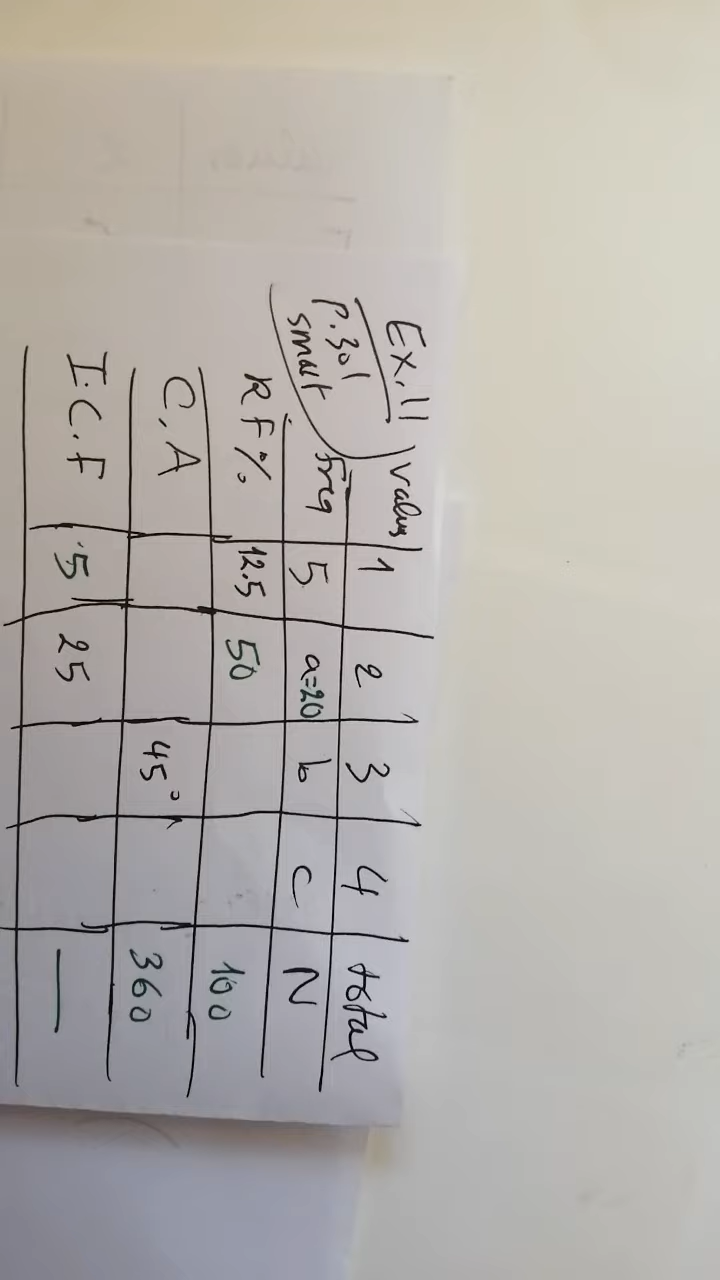 Ex.11
P.301
smart
values 1 2 3 4 total
freq 5 a=20 b c N
RF% 12.5 50 100
C.A 45° 360
I.C.F 5 25 —